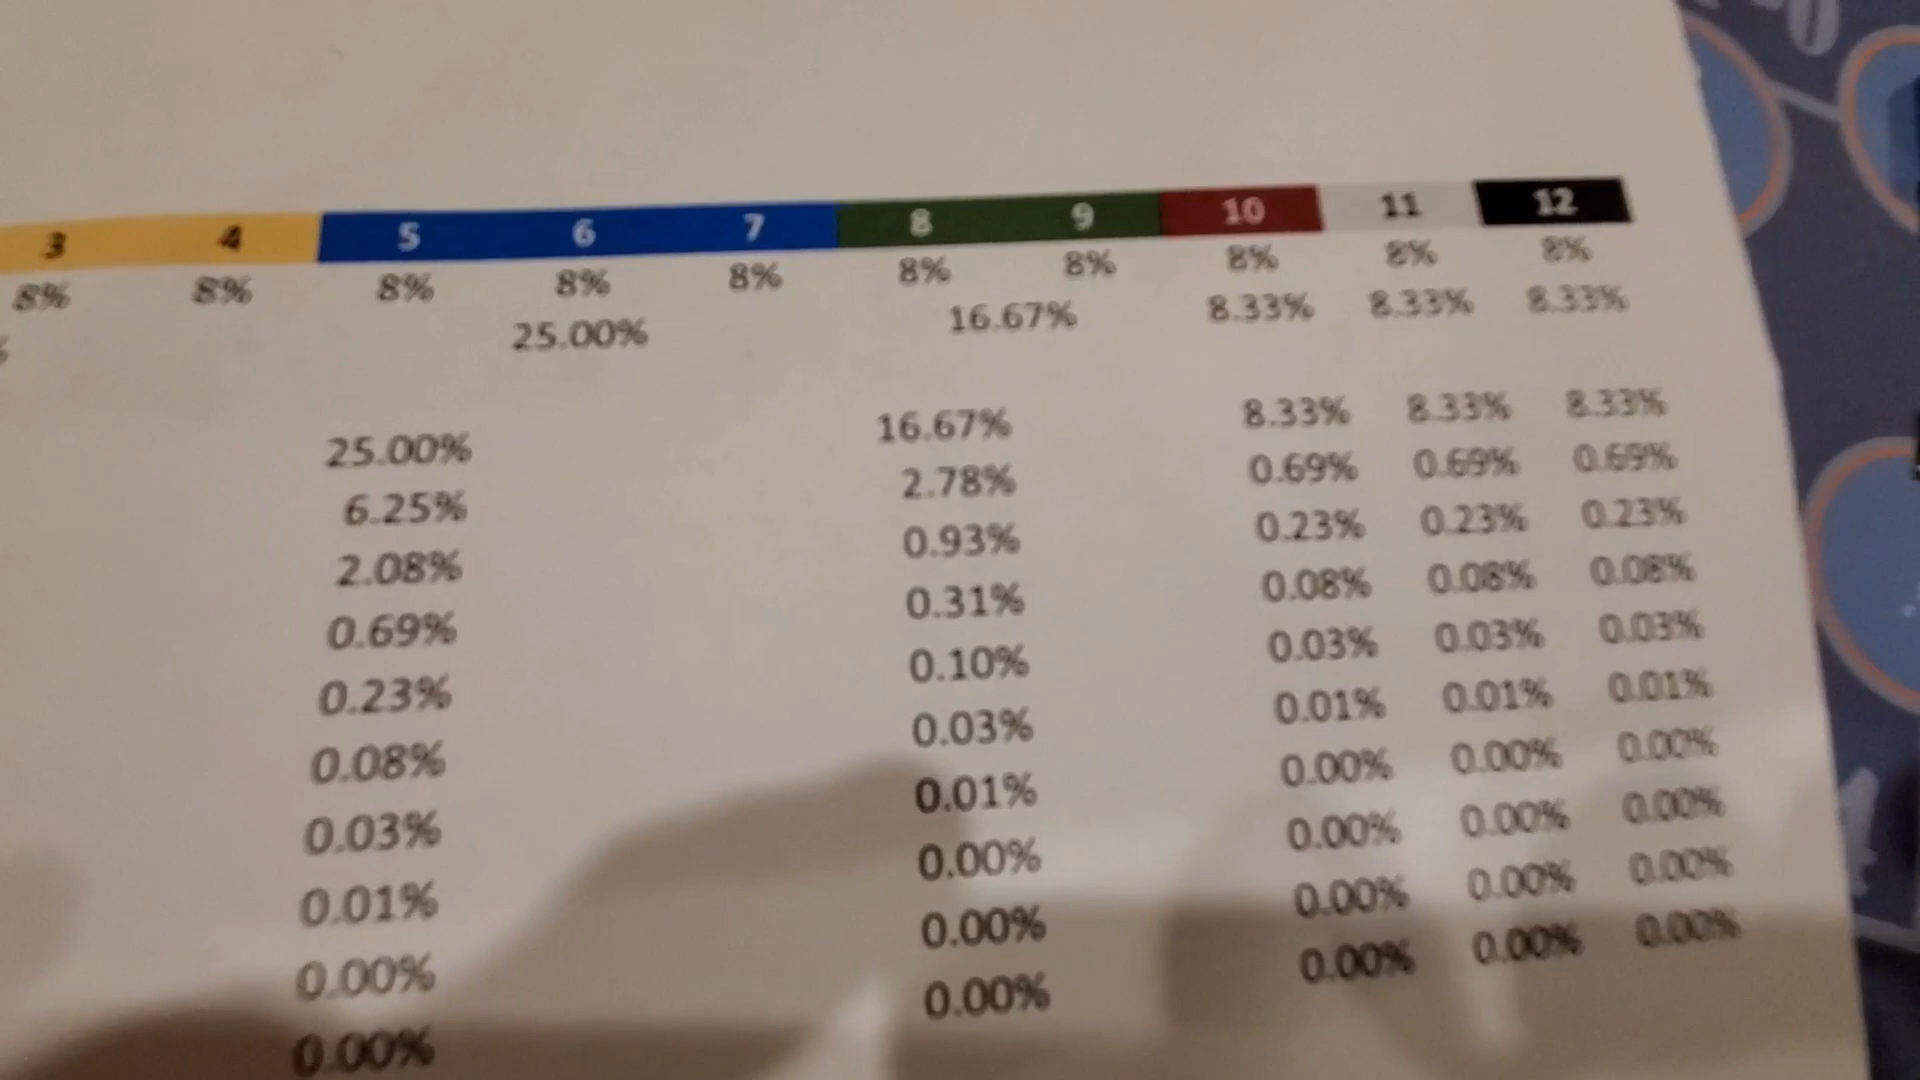 3 4 5 6 7 8 9 10 11 12
8% 8% 8% 8% 8% 8% 8% 8% 8% 8%
25.00% 16.67% 8.33% 8.33% 8.33%
25.00% 16.67% 8.33% 8.33% 8.33%
6.25% 2.78% 0.69% 0.69% 0.69%
2.08% 0.93% 0.23% 0.23% 0.23%
0.69% 0.31% 0.08% 0.08% 0.08%
0.23% 0.10% 0.03% 0.03% 0.03%
0.08% 0.03% 0.01% 0.01% 0.01%
0.03% 0.01% 0.00% 0.00% 0.00%
0.01% 0.00% 0.00% 0.00% 0.00%
0.00% 0.00% 0.00% 0.00% 0.00%
0.00% 0.00% 0.00% 0.00% 0.00%